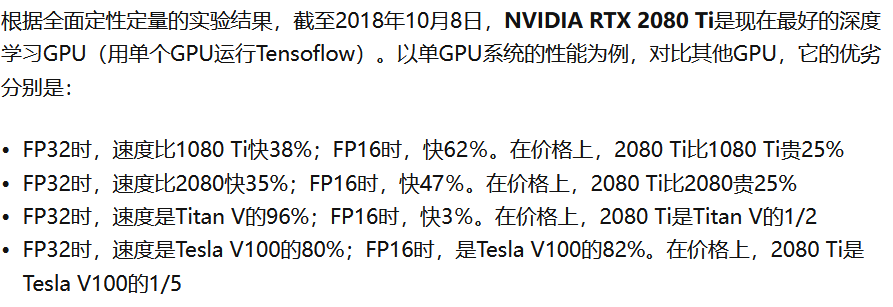 根据全面定性定量的实验结果，截至2018年10月8日，NVIDIA RTX 2080 Ti是现在最好的深度
学习GPU（用单个GPU运行Tensoflow）。以单GPU系统的性能为例，对比其他GPU，它的优劣
分别是：
• FP32时，速度比1080 Ti快38%；FP16时，快62%。在价格上，2080 Ti比1080 Ti贵25%
• FP32时，速度比2080快35%；FP16时，快47%。在价格上，2080 Ti比2080贵25%
• FP32时，速度是Titan V的96%；FP16时，快3%。在价格上，2080 Ti是Titan V的1/2
• FP32时，速度是Tesla V100的80%；FP16时，是Tesla V100的82%。在价格上，2080 Ti是
Tesla V100的1/5